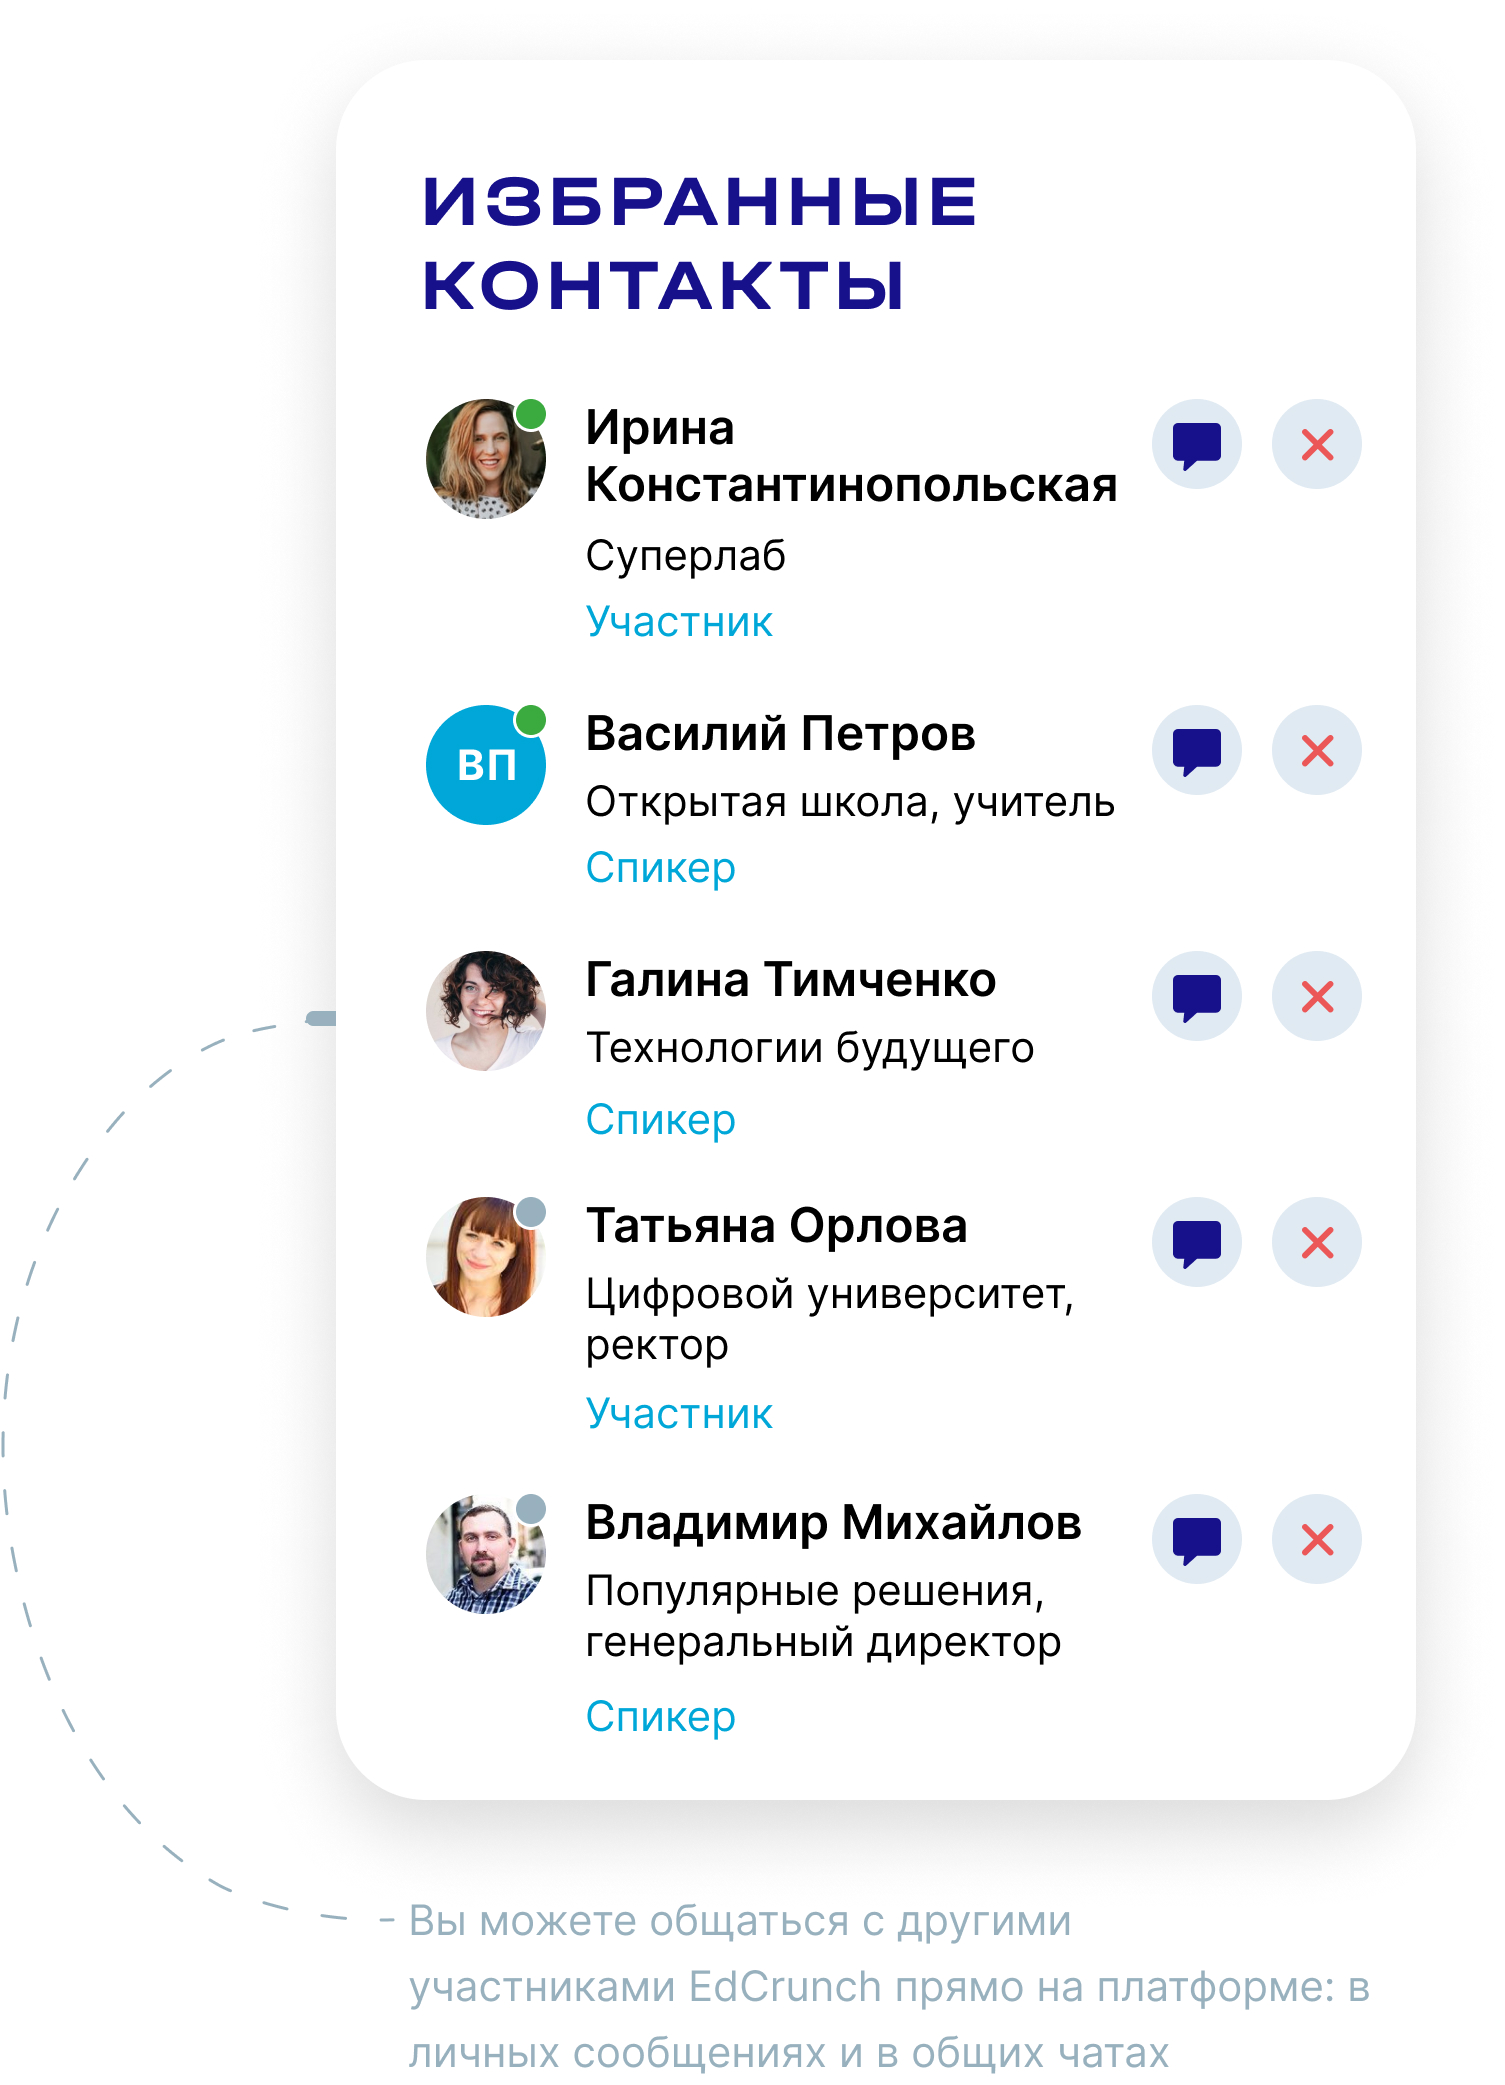 ИЗБРАННЫЕ
КОНТАКТЫ
Ирина
Константинопольская
Суперлаб
Участник
ВП
Василий Петров
Открытая школа, учитель
Спикер
Галина Тимченко
Технологии будущего
Спикер
Татьяна Орлова
Цифровой университет,
ректор
Участник
Владимир Михайлов
Популярные решения,
генеральный директор
Спикер
Вы можете общаться с другими
участниками EdCrunch прямо на платформе: в
личных сообщениях и в общих чатах